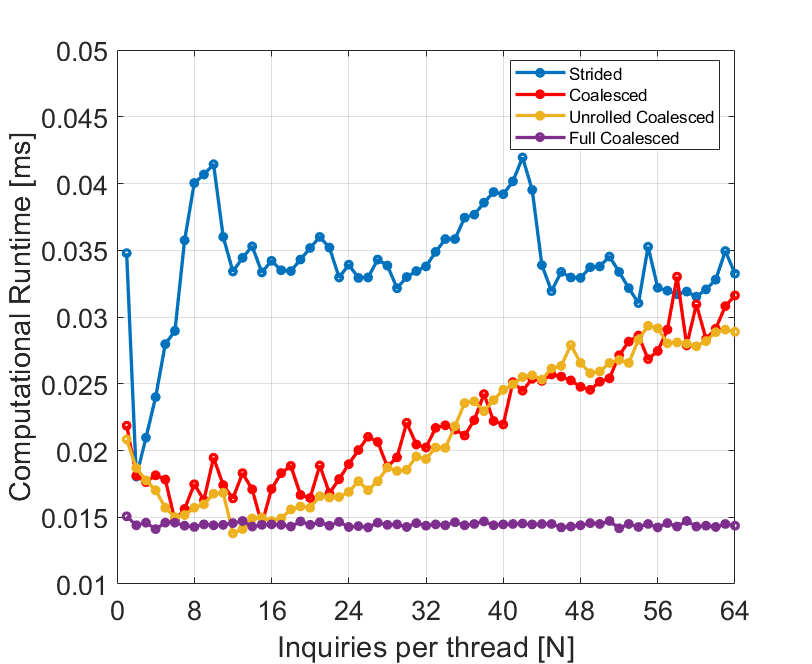 0.05
0.045
0.04
0.035
0.03
0.025
0.02
0.015
0.01
Computational Runtime [ms]
Strided
Coalesced
Unrolled Coalesced
Full Coalesced
0 8 16 24 32 40 48 56 64
Inquiries per thread [N]